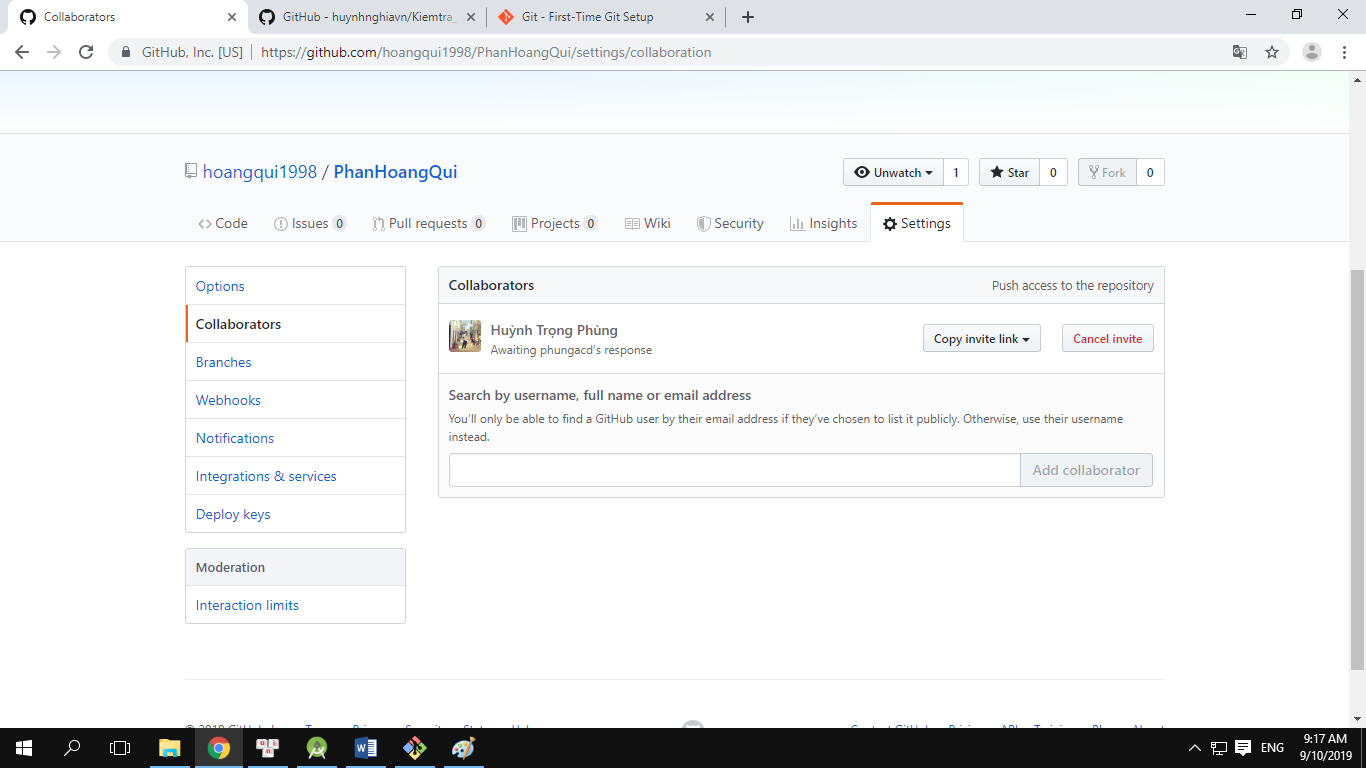 Collaborators
GitHub - huynhnghiavn/Kiemtra_
Git - First-Time Git Setup
GitHub, Inc. [US]
https://github.com/hoangqui1998/PhanHoangQui/settings/collaboration
hoangqui1998 / PhanHoangQui
Unwatch 1
Star 0
Fork 0
Code
Issues 0
Pull requests 0
Projects 0
Wiki
Security
Insights
Settings
Options
Collaborators
Branches
Webhooks
Notifications
Integrations & services
Deploy keys
Moderation
Interaction limits
Collaborators
Push access to the repository
Huỳnh Trọng Phùng
Awaiting phungacd's response
Copy invite link
Cancel invite
Search by username, full name or email address
You'll only be able to find a GitHub user by their email address if they've chosen to list it publicly. Otherwise, use their username
instead.
Add collaborator
ENG
9:17 AM
9/10/2019